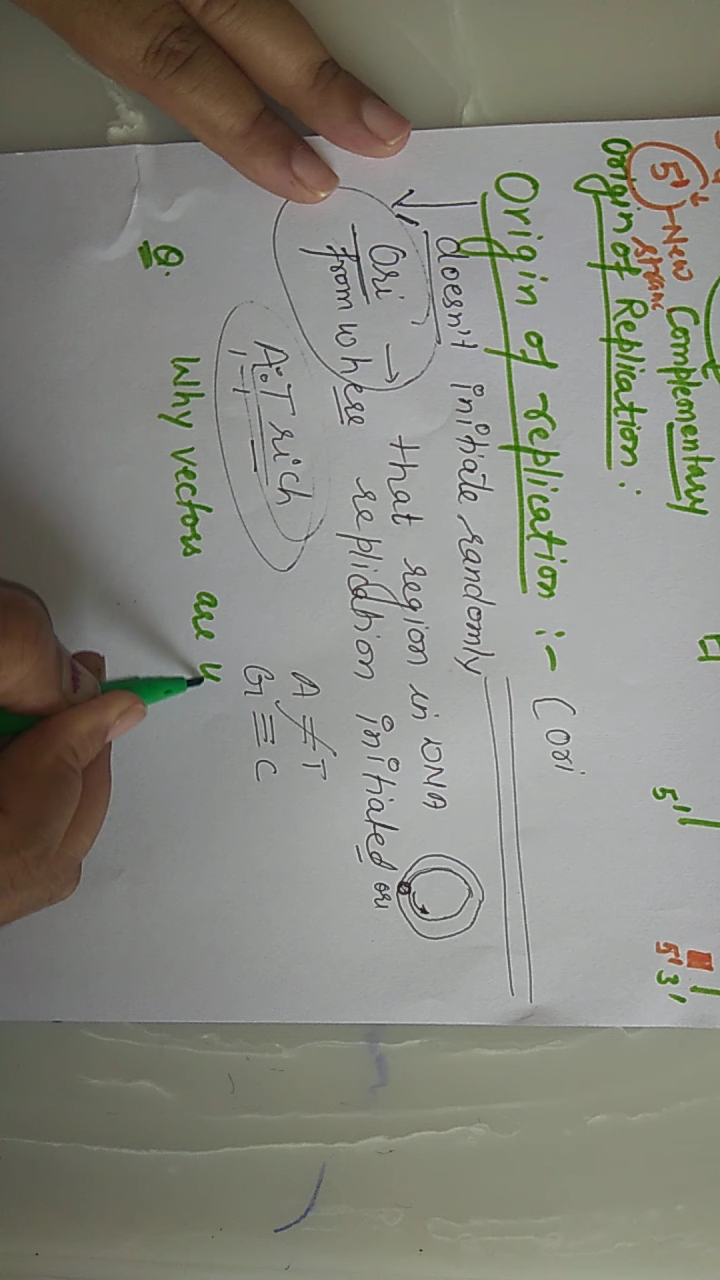 5' New Complementary
strand
Origin of Replication :
5'
5' 3'
Origin of replication :- (ori
doesn't initiate randomly
Ori → that region in DNA
from where replication initiated ori
A:T rich
A = T
G ≡ C
Q. Why vectors are u